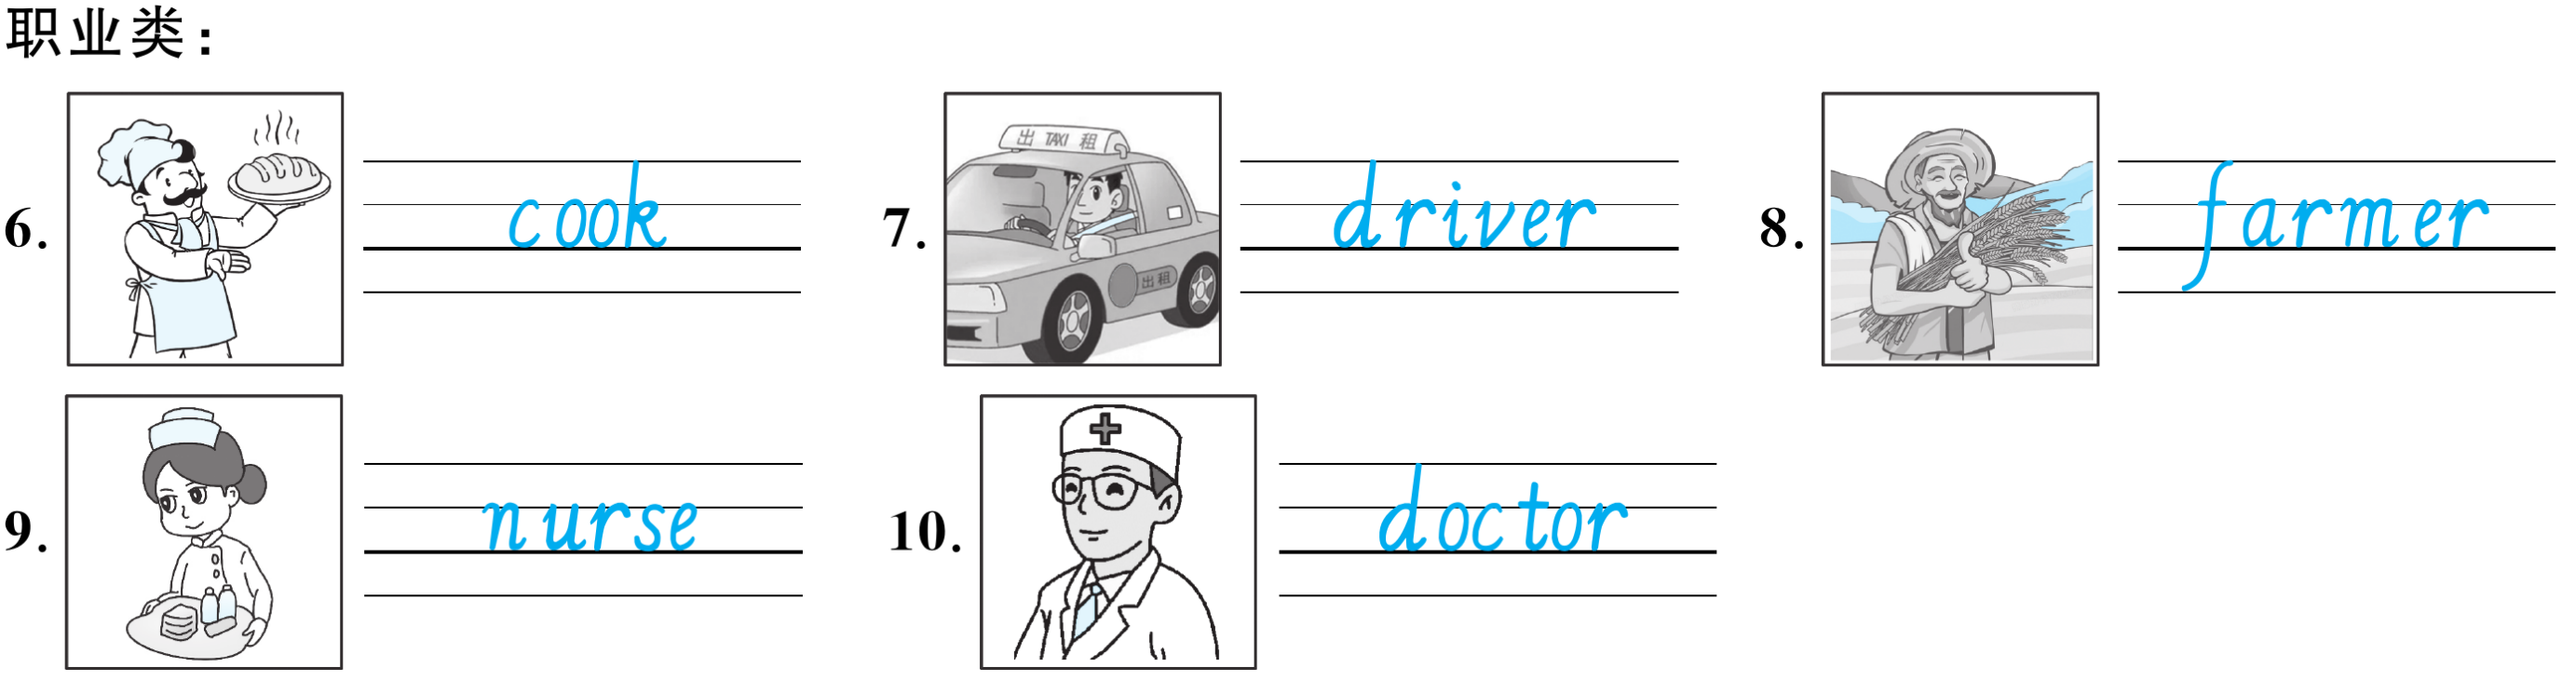 职业类：
出 TAXI 租
出租
6. cook 7. driver 8. farmer
9. nurse 10. doctor